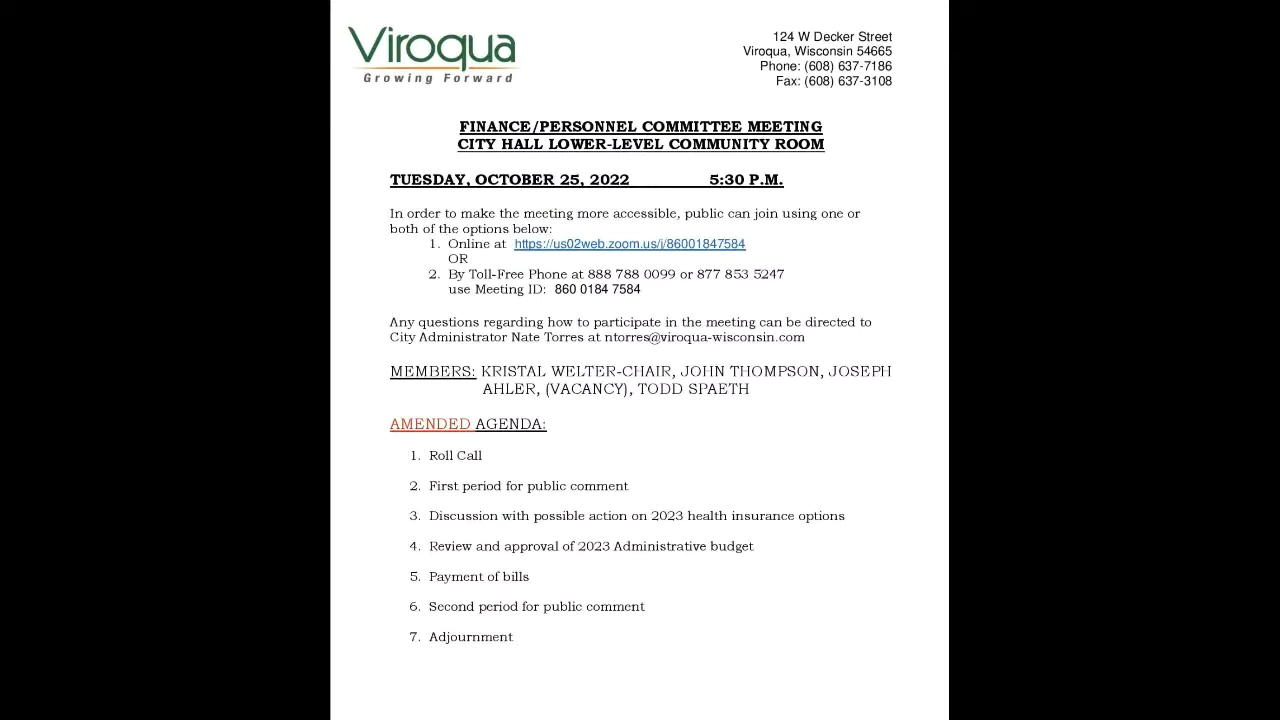 Viroqua
Growing Forward
124 W Decker Street
Viroqua, Wisconsin 54665
Phone: (608) 637-7186
Fax: (608) 637-3108
FINANCE/PERSONNEL COMMITTEE MEETING
CITY HALL LOWER-LEVEL COMMUNITY ROOM
TUESDAY, OCTOBER 25, 2022 5:30 P.M.
In order to make the meeting more accessible, public can join using one or
both of the options below:
1. Online at https://us02web.zoom.us/j/86001847584
OR
2. By Toll-Free Phone at 888 788 0099 or 877 853 5247
use Meeting ID: 860 0184 7584
Any questions regarding how to participate in the meeting can be directed to
City Administrator Nate Torres at ntorres@viroqua-wisconsin.com
MEMBERS: KRISTAL WELTER-CHAIR, JOHN THOMPSON, JOSEPH
AHLER, (VACANCY), TODD SPAETH
AMENDED AGENDA:
1. Roll Call
2. First period for public comment
3. Discussion with possible action on 2023 health insurance options
4. Review and approval of 2023 Administrative budget
5. Payment of bills
6. Second period for public comment
7. Adjournment